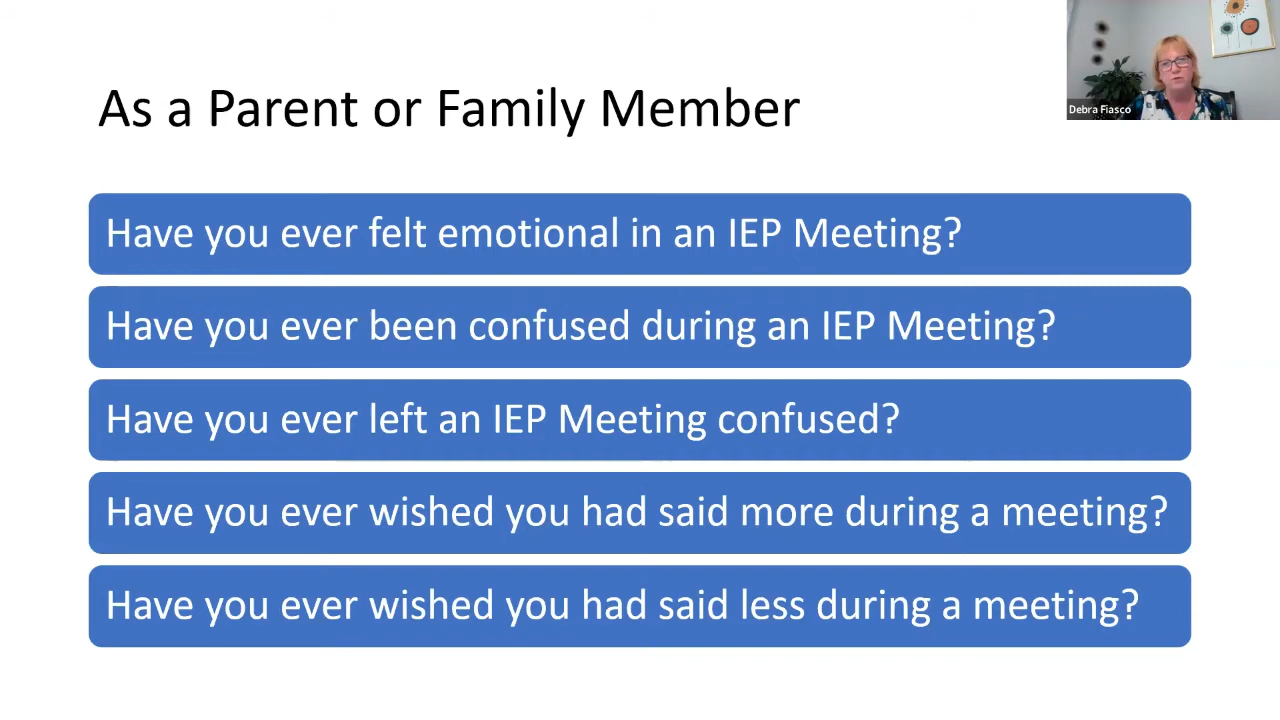 As a Parent or Family Member
Debra Fiasco
Have you ever felt emotional in an IEP Meeting?
Have you ever been confused during an IEP Meeting?
Have you ever left an IEP Meeting confused?
Have you ever wished you had said more during a meeting?
Have you ever wished you had said less during a meeting?